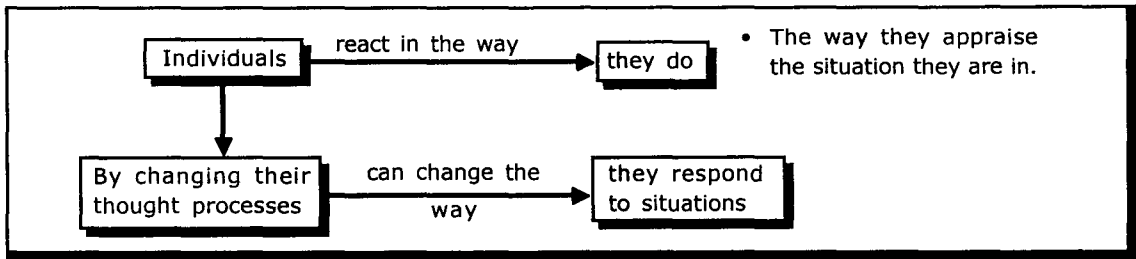 Individuals
react in the way
they do
• The way they appraise
the situation they are in.
By changing their
thought processes
can change the
way
they respond
to situations